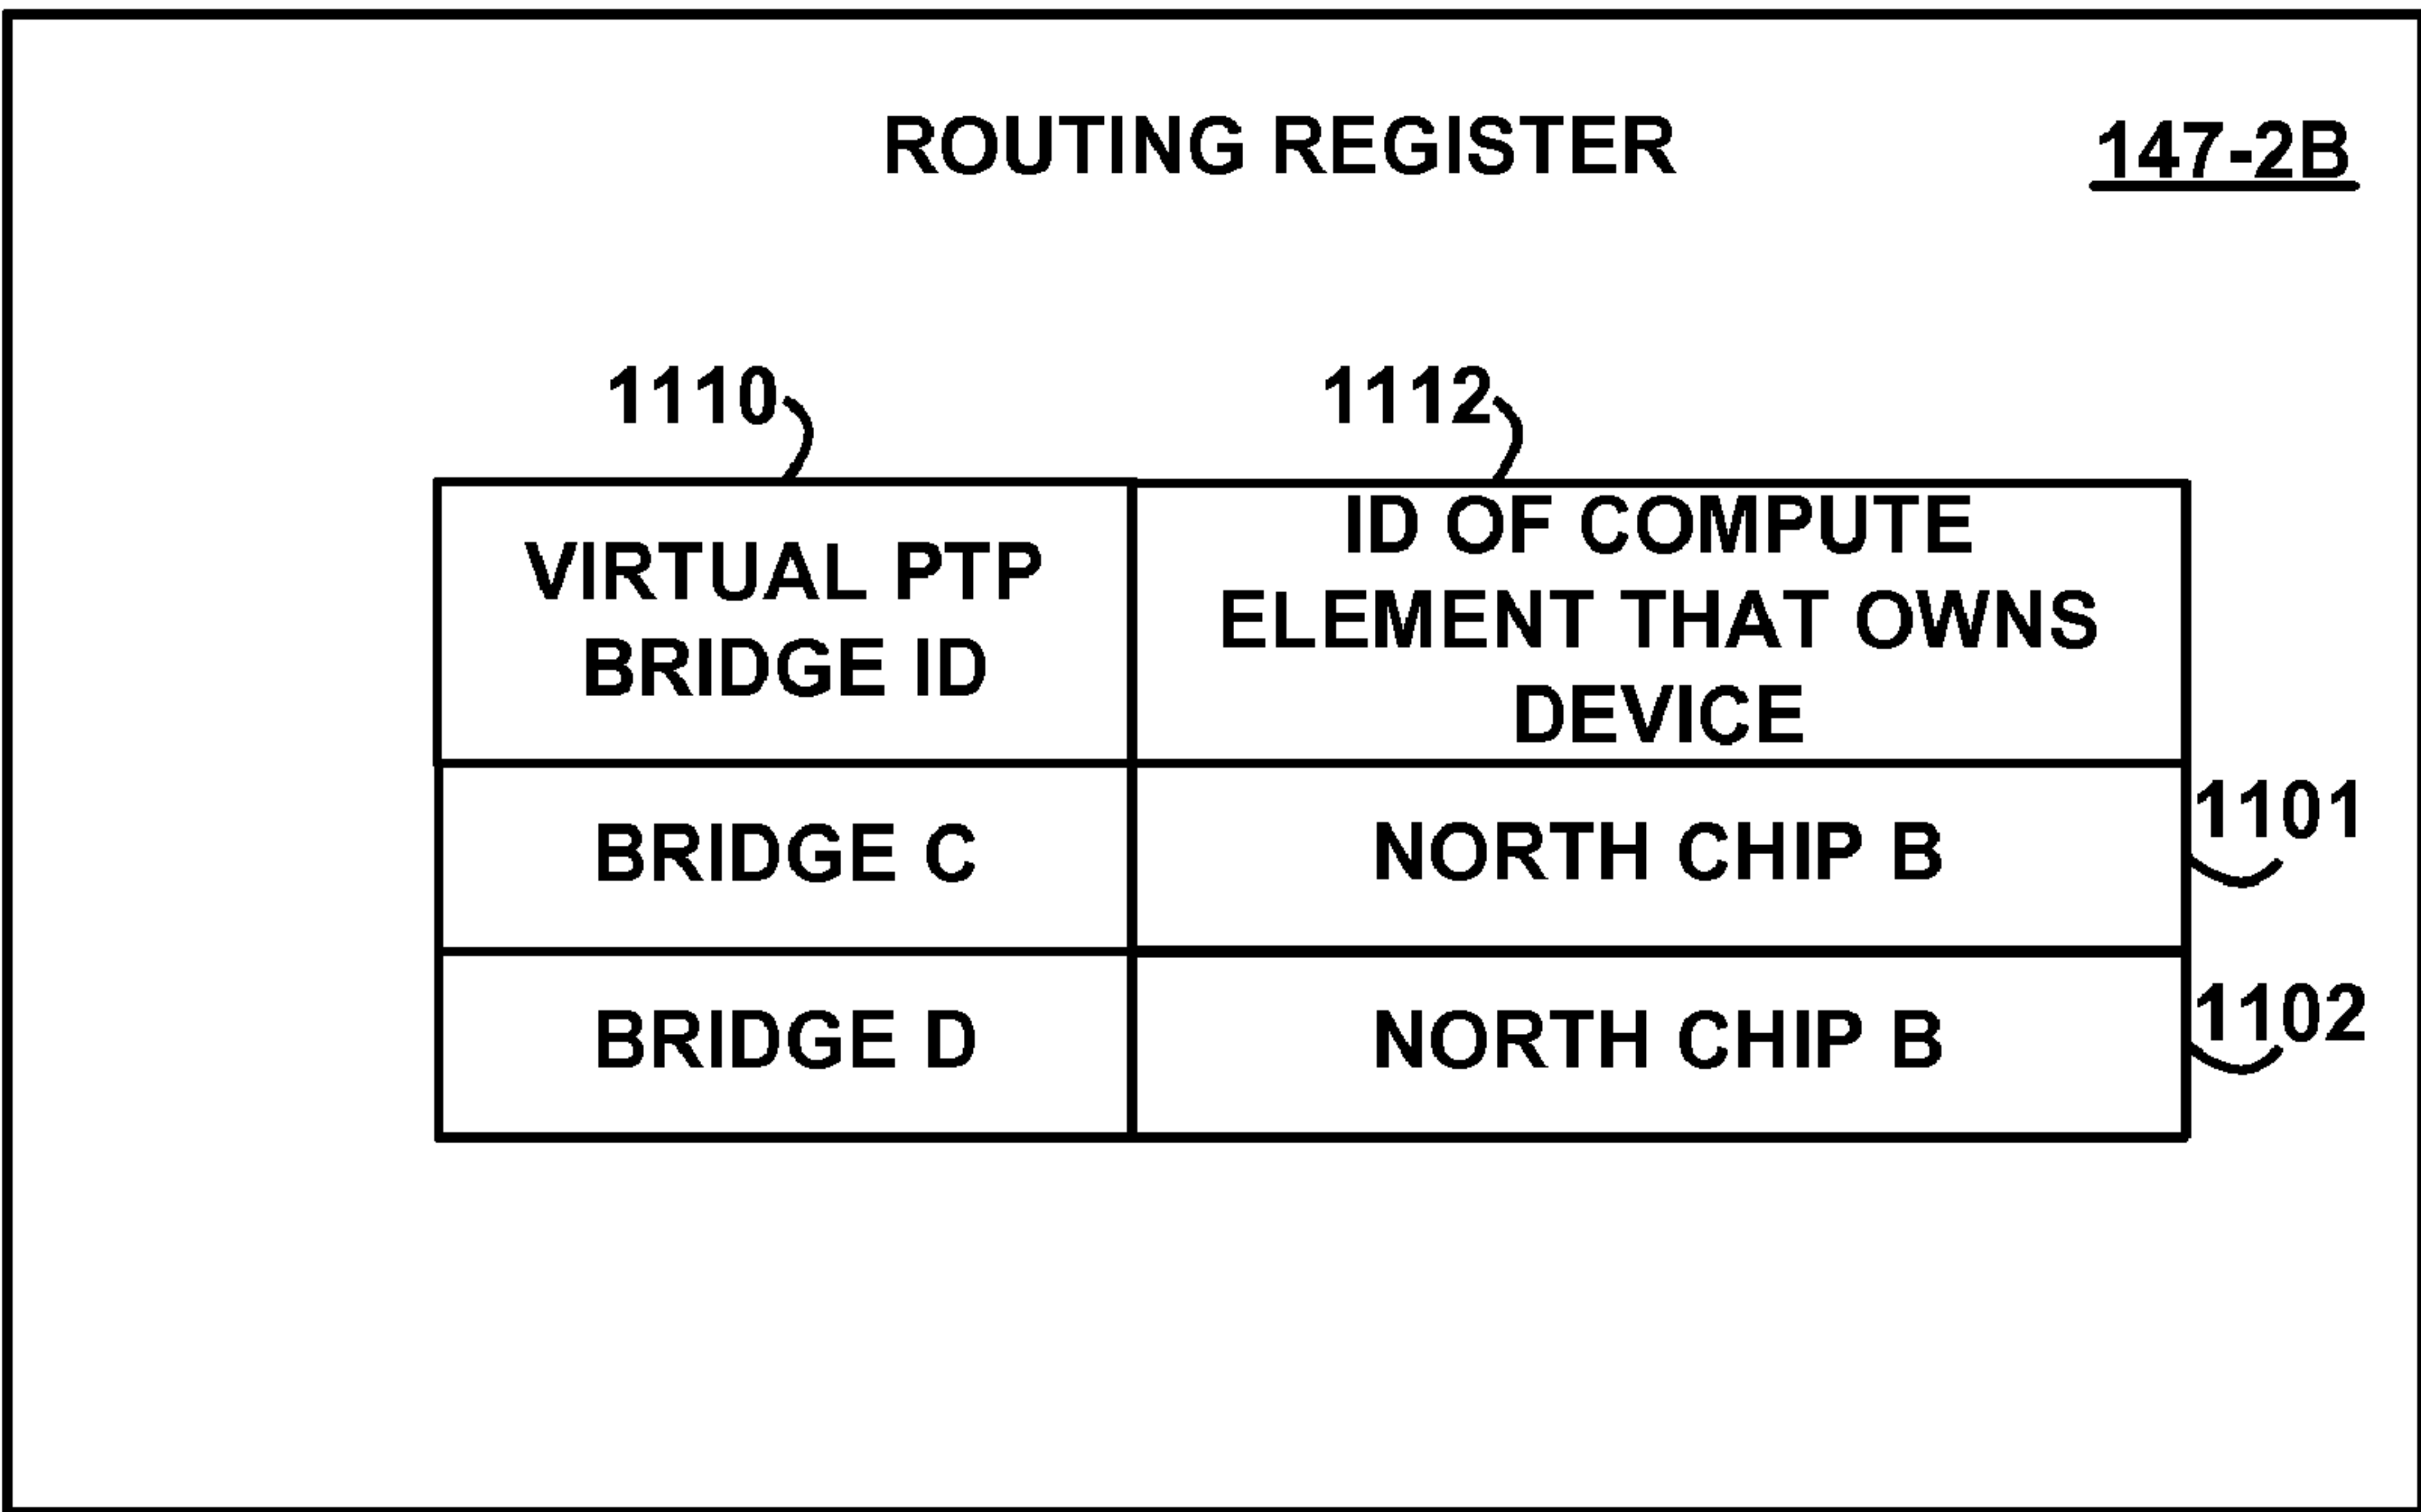 ROUTING REGISTER
147-2B
1110
1112
VIRTUAL PTP
BRIDGE ID
ID OF COMPUTE
ELEMENT THAT OWNS
DEVICE
BRIDGE C
NORTH CHIP B
1101
BRIDGE D
NORTH CHIP B
1102